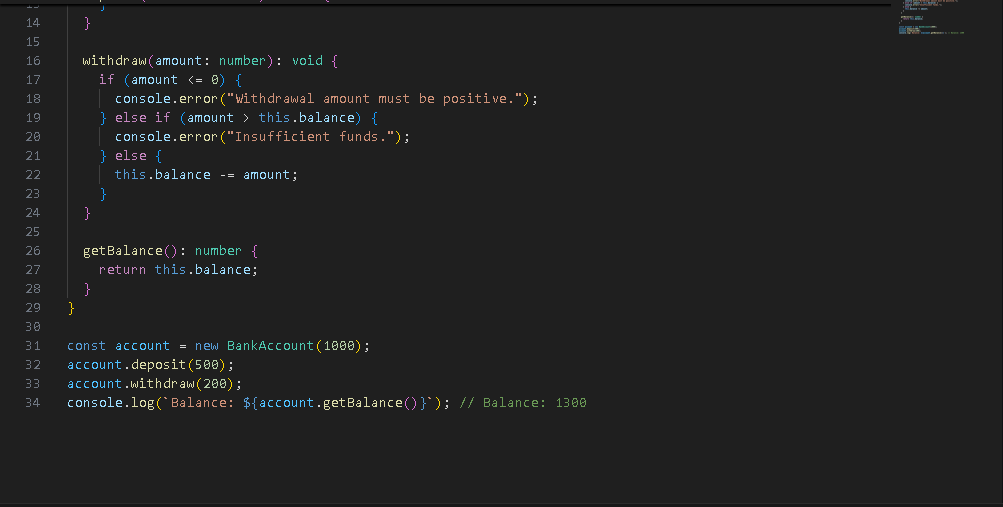 13 }
14 }
15
16 withdraw(amount: number): void {
17 if (amount <= 0) {
18 console.error("Withdrawal amount must be positive.");
19 } else if (amount > this.balance) {
20 console.error("Insufficient funds.");
21 } else {
22 this.balance -= amount;
23 }
24 }
25
26 getBalance(): number {
27 return this.balance;
28 }
29 }
30
31 const account = new BankAccount(1000);
32 account.deposit(500);
33 account.withdraw(200);
34 console.log(`Balance: ${account.getBalance()}`); // Balance: 1300